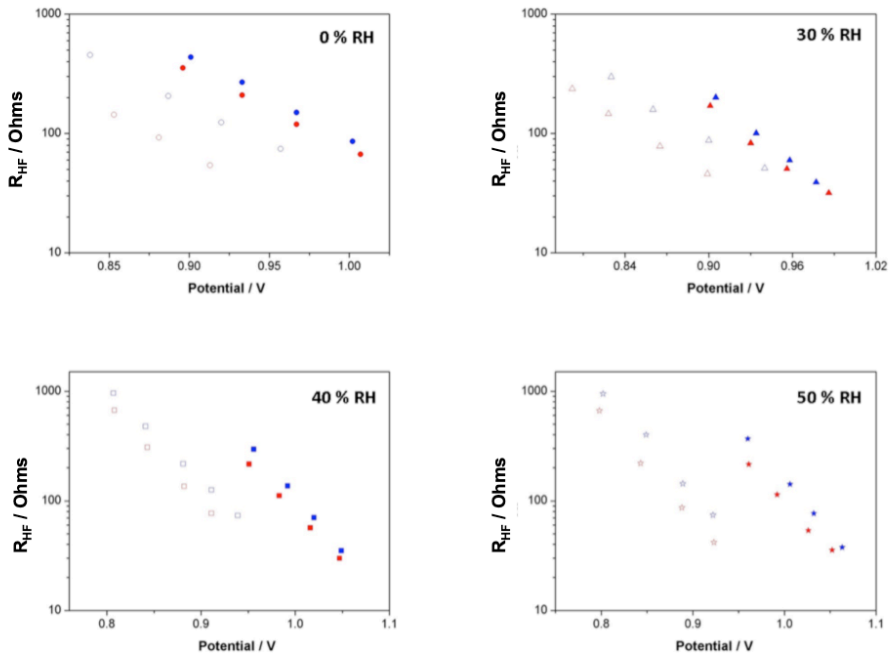 1000
100
10
R_HF / Ohms
0 % RH
0.85
0.90
0.95
1.00
Potential / V
1000
100
10
R_HF / Ohms
30 % RH
0.84
0.90
0.96
1.02
Potential / V
1000
100
10
R_HF / Ohms
40 % RH
0.8
0.9
1.0
1.1
Potential / V
1000
100
10
R_HF / Ohms
50 % RH
0.8
0.9
1.0
1.1
Potential / V